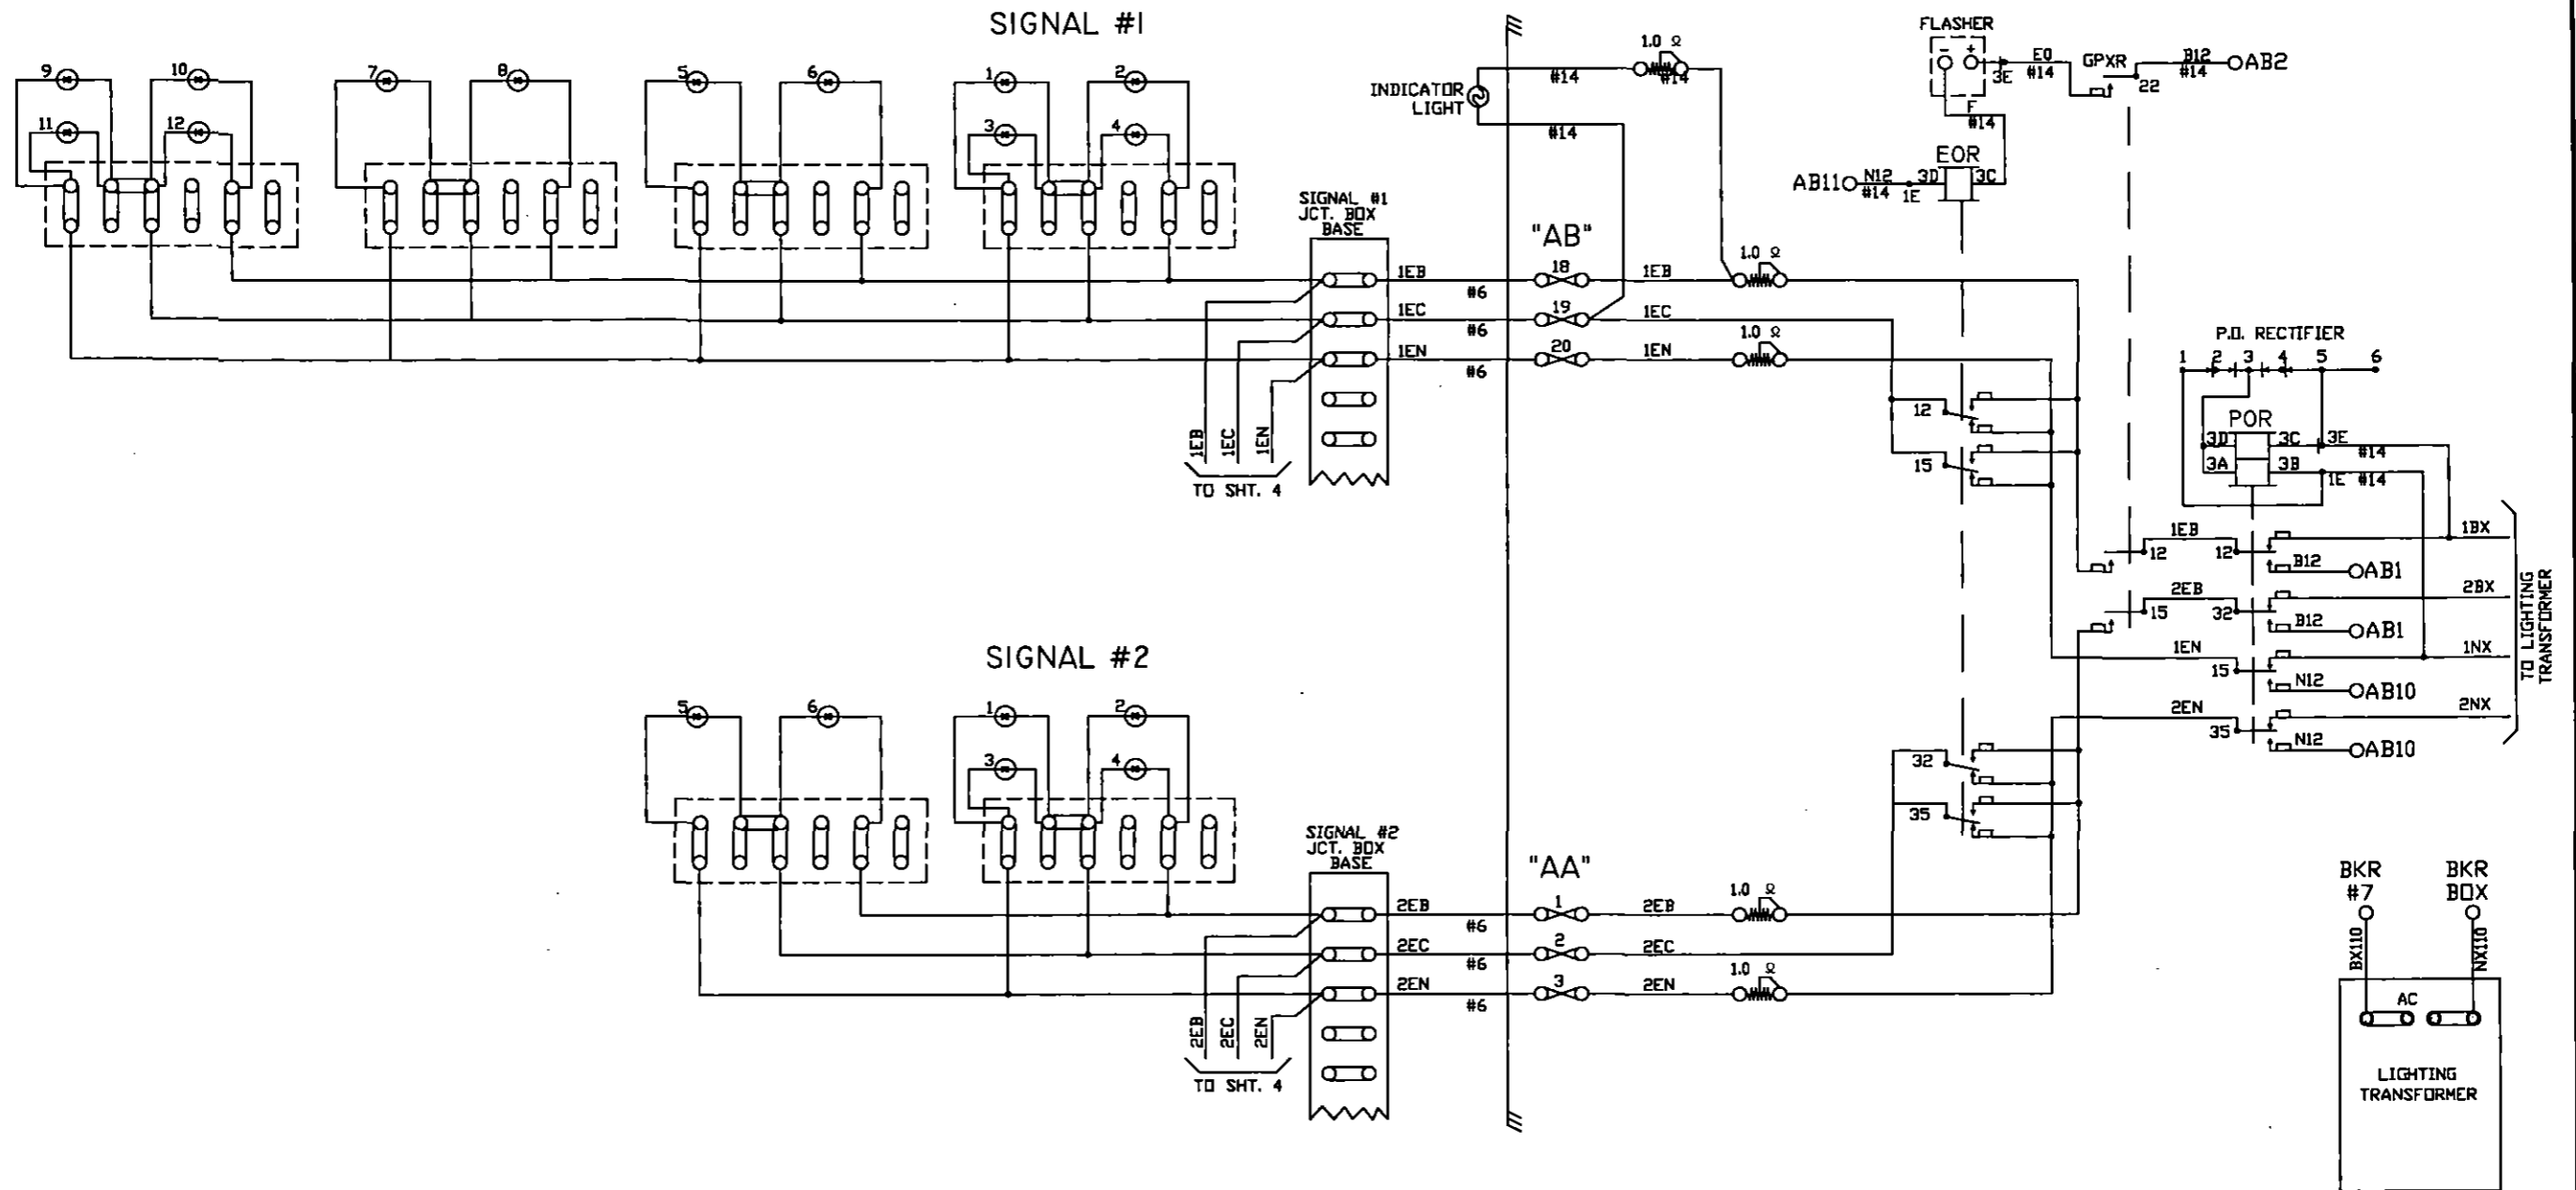 SIGNAL #1
9
10
11
12
7
8
5
6
1
2
3
4
SIGNAL #1
JCT. BOX
BASE
1EB
1EC
1EN
TO SHT. 4
1EB
#6
1EC
#6
1EN
#6
INDICATOR
LIGHT
#14
#14
1.0 Ω
#14
"AB"
18
19
20
1EB
1EC
1EN
1.0 Ω
1.0 Ω
FLASHER
- +
3E
EO
#14
GPXR
22
B12
#14
AB2
F
#14
EOR
AB11
N12
#14
1E
3D
3C
12
15
P.O. RECTIFIER
1 2 3 4 5 6
POR
3D
3C
3E
#14
3A
3B
1E #14
1EB
12
12
1BX
B12
AB1
2EB
15
32
2BX
B12
AB1
1EN
15
1NX
N12
AB10
2EN
35
2NX
N12
AB10
TO LIGHTING
TRANSFORMER
SIGNAL #2
5
6
1
2
3
4
SIGNAL #2
JCT. BOX
BASE
2EB
2EC
2EN
TO SHT. 4
2EB
#6
2EC
#6
2EN
#6
"AA"
1
2
3
2EB
2EC
2EN
1.0 Ω
1.0 Ω
32
35
BKR
#7
BKR
BOX
BX110
NX110
AC
LIGHTING
TRANSFORMER